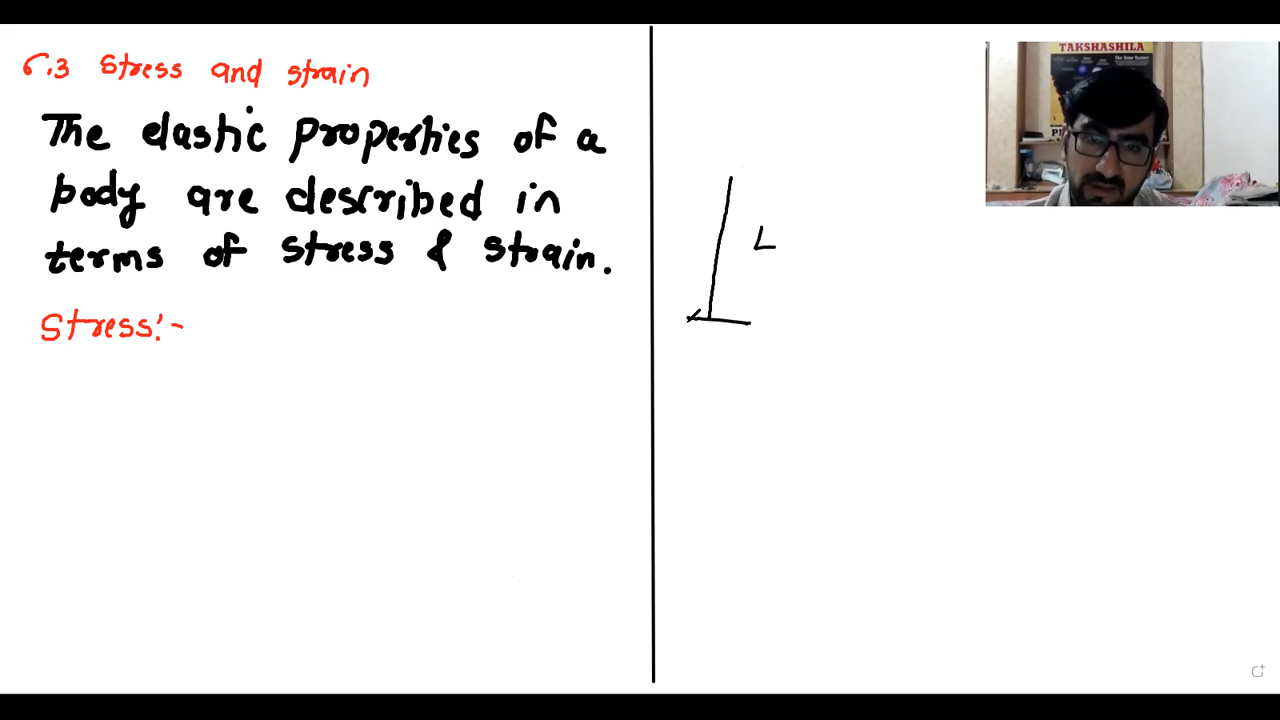 6.3 Stress and strain
The elastic properties of a
body are described in
terms of stress & strain.
Stress:-
L
TAKSHASHILA
Our Solar System